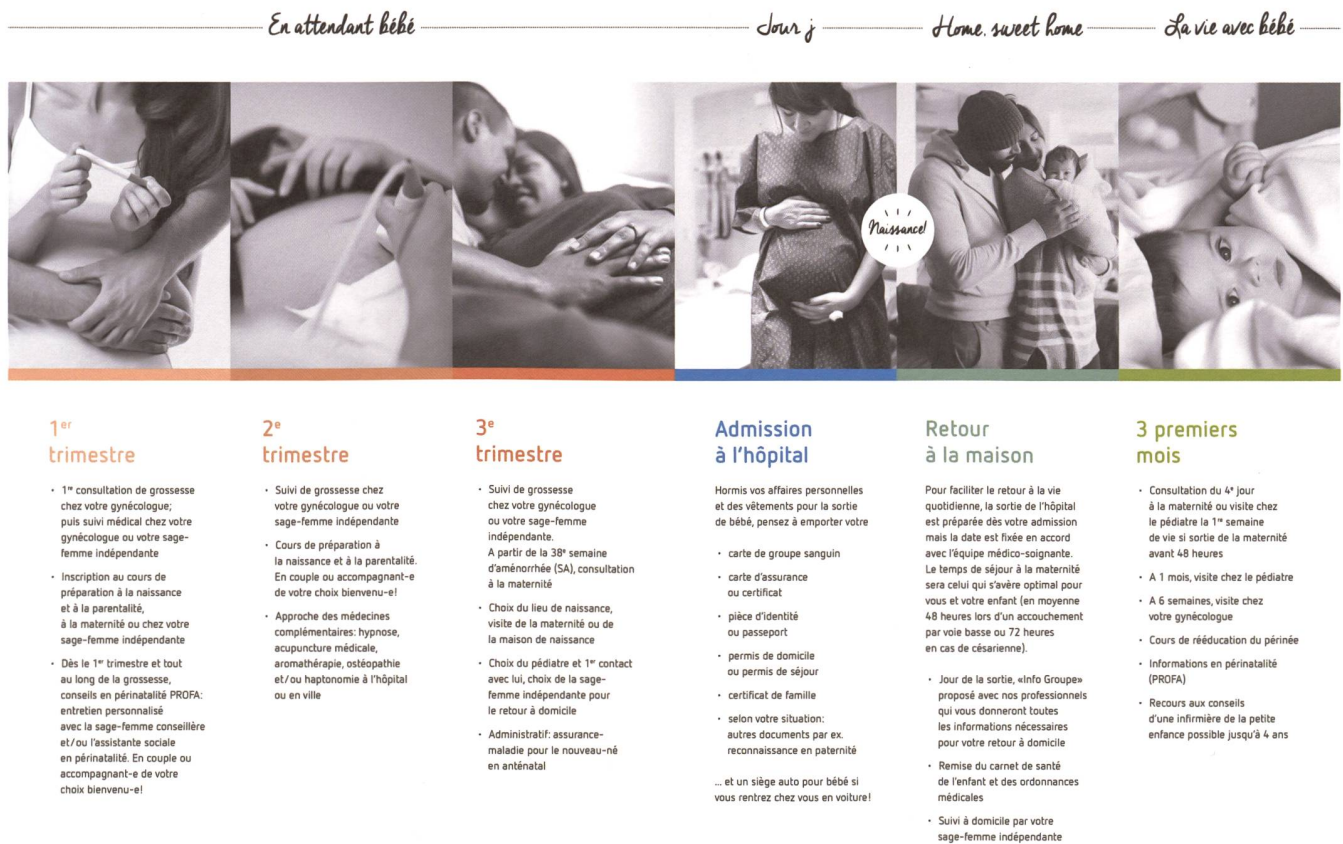 En attendant bébé
Jour j
Home. sweet home
La vie avec bébé
Naissance!
1er
trimestre
• 1re consultation de grossesse
chez votre gynécologue;
puis suivi médical chez votre
gynécologue ou votre sage-
femme indépendante
• Inscription au cours de
préparation à la naissance
et à la parentalité,
à la maternité ou chez votre
sage-femme indépendante
• Dès le 1er trimestre et tout
au long de la grossesse,
conseils en périnatalité PROFA:
entretien personnalisé
avec la sage-femme conseillère
et/ou l'assistante sociale
en périnatalité. En couple ou
accompagnant-e de votre
choix bienvenu-e!
2e
trimestre
• Suivi de grossesse chez
votre gynécologue ou votre
sage-femme indépendante
• Cours de préparation à
la naissance et à la parentalité.
En couple ou accompagnant-e
de votre choix bienvenu-e!
• Approche des médecines
complémentaires: hypnose,
acupuncture médicale,
aromathérapie, ostéopathie
et/ou haptonomie à l'hôpital
ou en ville
3e
trimestre
• Suivi de grossesse
chez votre gynécologue
ou votre sage-femme
indépendante.
A partir de la 38e semaine
d'aménorrhée (SA), consultation
à la maternité
• Choix du lieu de naissance,
visite de la maternité ou de
la maison de naissance
• Choix du pédiatre et 1er contact
avec lui, choix de la sage-
femme indépendante pour
le retour à domicile
• Administratif: assurance-
maladie pour le nouveau-né
en anténatal
Admission
à l'hôpital
Hormis vos affaires personnelles
et des vêtements pour la sortie
de bébé, pensez à emporter votre
• carte de groupe sanguin
• carte d'assurance
ou certificat
• pièce d'identité
ou passeport
• permis de domicile
ou permis de séjour
• certificat de famille
• selon votre situation:
autres documents par ex.
reconnaissance en paternité
... et un siège auto pour bébé si
vous rentrez chez vous en voiture!
Retour
à la maison
Pour faciliter le retour à la vie
quotidienne, la sortie de l'hôpital
est préparée dès votre admission
mais la date est fixée en accord
avec l'équipe médico-soignante.
Le temps de séjour à la maternité
sera celui qui s'avère optimal pour
vous et votre enfant (en moyenne
48 heures lors d'un accouchement
par voie basse ou 72 heures
en cas de césarienne).
• Jour de la sortie, «Info Groupe»
proposé avec nos professionnels
qui vous donneront toutes
les informations nécessaires
pour votre retour à domicile
• Remise du carnet de santé
de l'enfant et des ordonnances
médicales
• Suivi à domicile par votre
sage-femme indépendante
3 premiers
mois
• Consultation du 4e jour
à la maternité ou visite chez
le pédiatre la 1re semaine
de vie si sortie de la maternité
avant 48 heures
• A 1 mois, visite chez le pédiatre
• A 6 semaines, visite chez
votre gynécologue
• Cours de rééducation du périnée
• Informations en périnatalité
(PROFA)
• Recours aux conseils
d'une infirmière de la petite
enfance possible jusqu'à 4 ans